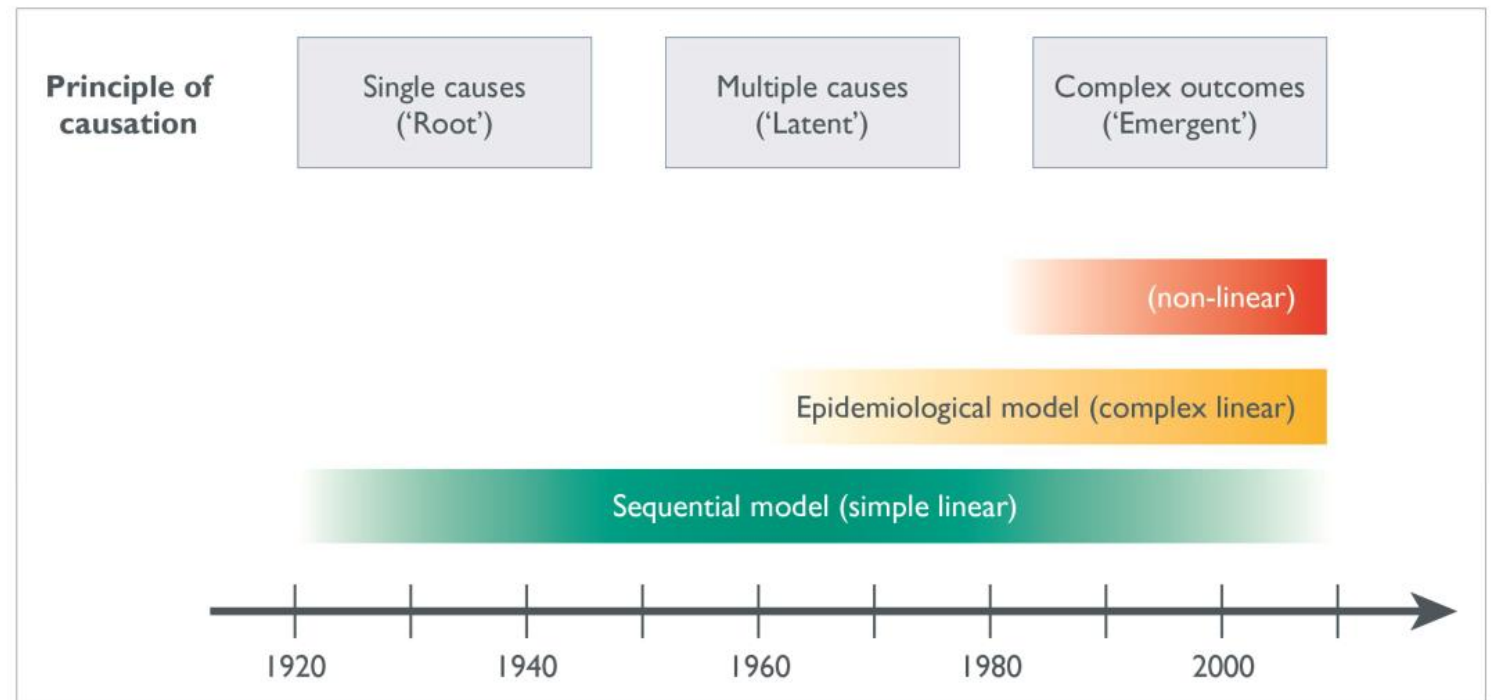 Principle of
causation
Single causes
(‘Root’)
Multiple causes
(‘Latent’)
Complex outcomes
(‘Emergent’)
(non-linear)
Epidemiological model (complex linear)
Sequential model (simple linear)
1920
1940
1960
1980
2000